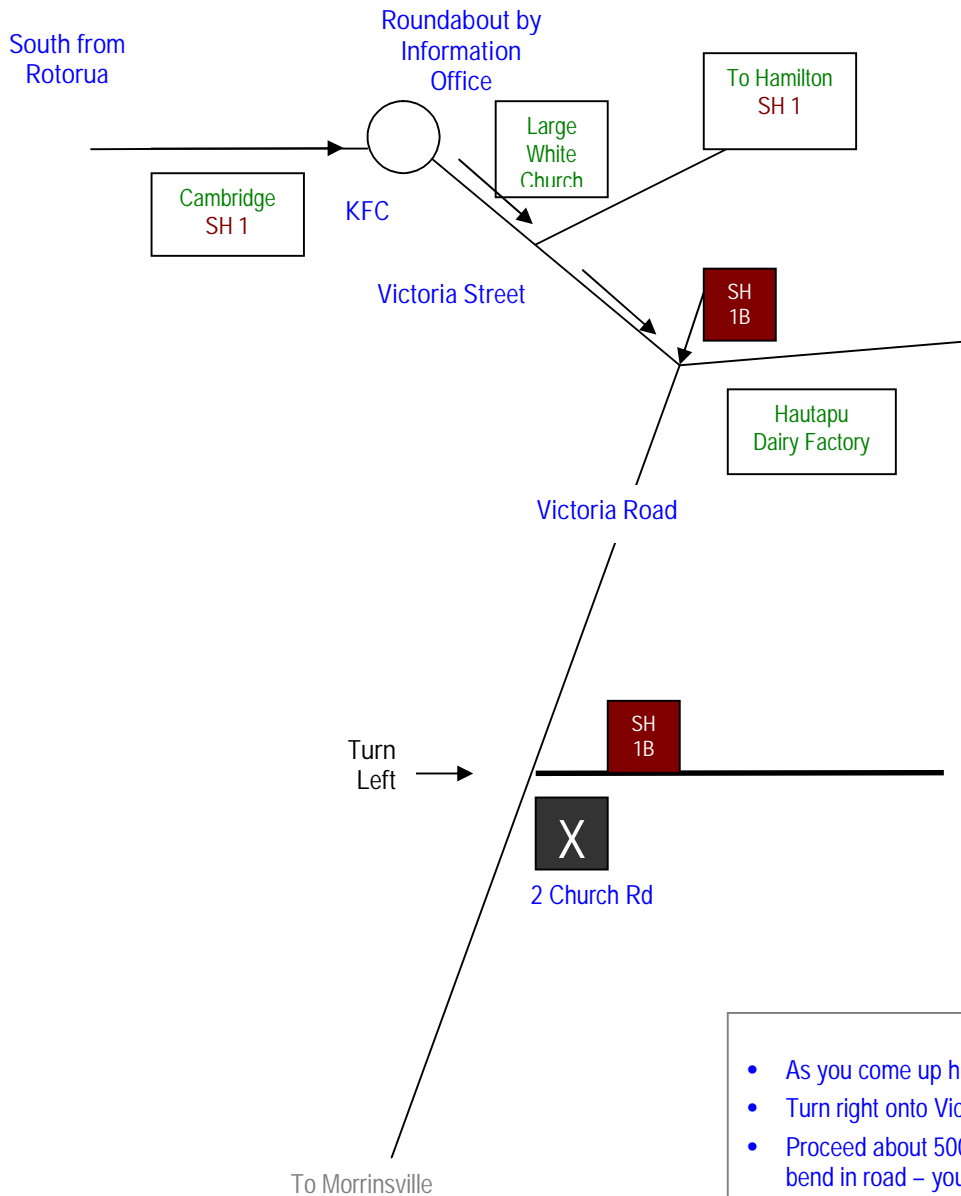 South from
Rotorua
Roundabout by
Information
Office
To Hamilton
SH 1
Large
White
Church
Cambridge
SH 1
KFC
Victoria Street
SH
1B
Hautapu
Dairy Factory
Victoria Road
SH
1B
Turn
Left
X
2 Church Rd
• As you come up h
• Turn right onto Vic
• Proceed about 500
bend in road – you
To Morrinsville